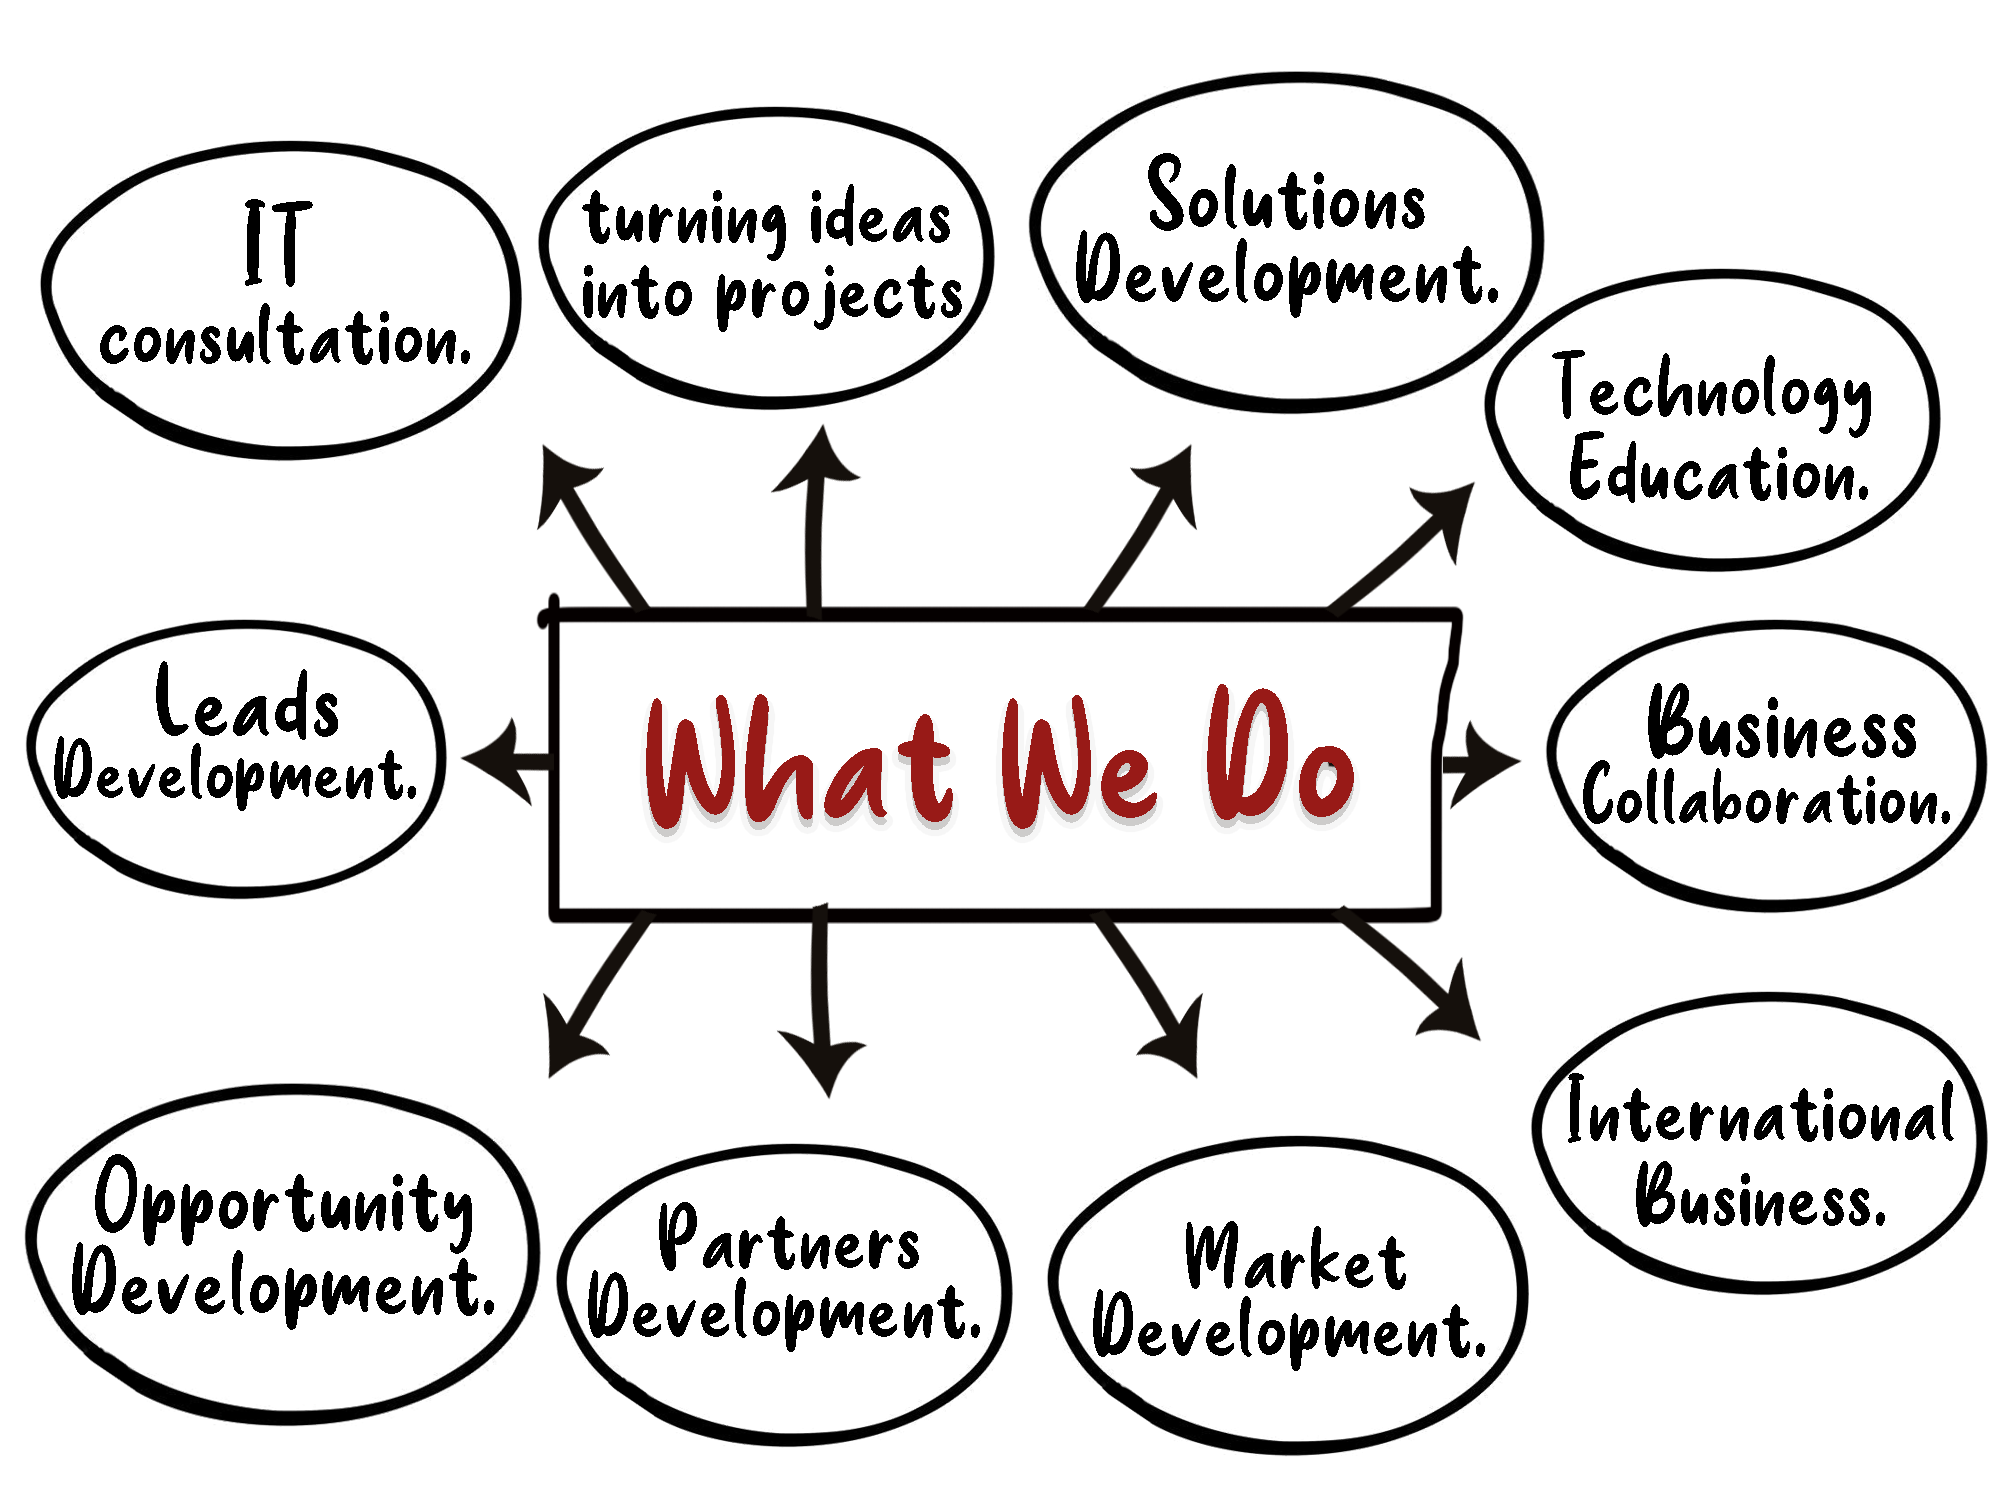 IT
consultation.
turning ideas
into projects
Solutions
Development.
Technology
Education.
Leads
Development.
What We Do
Business
Collaboration.
Opportunity
Development.
Partners
Development.
Market
Development.
International
Business.